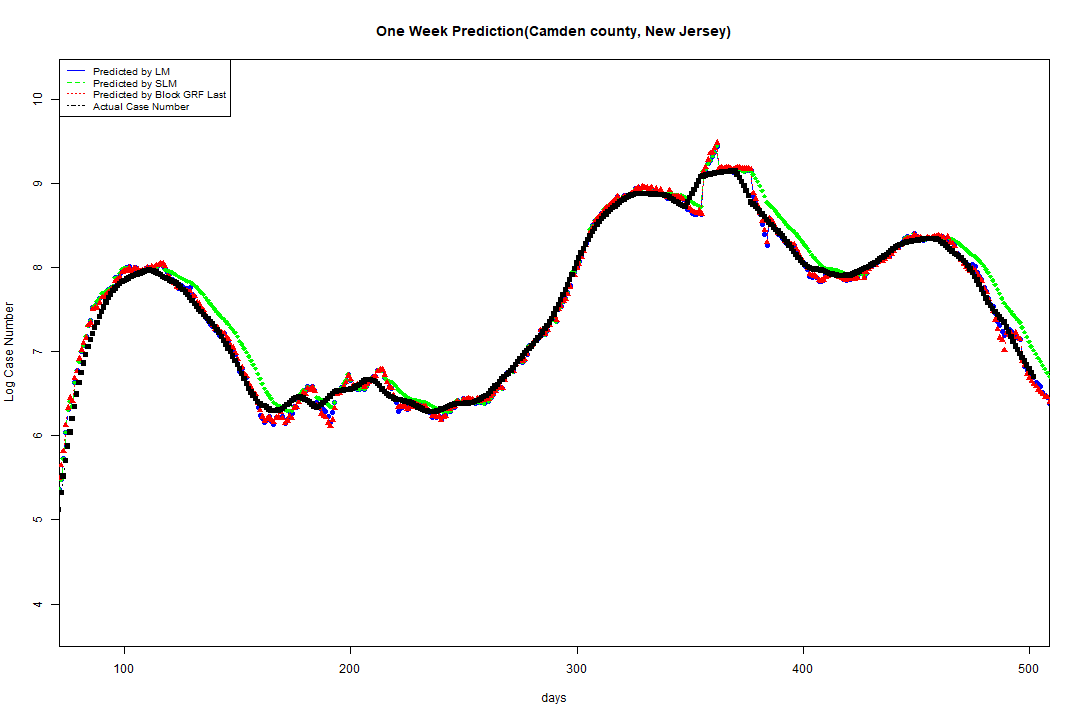 One Week Prediction(Camden county, New Jersey)
Predicted by LM
Predicted by SLM
Predicted by Block GRF Last
Actual Case Number
10
9
8
7
6
5
4
Log Case Number
100
200
300
400
500
days